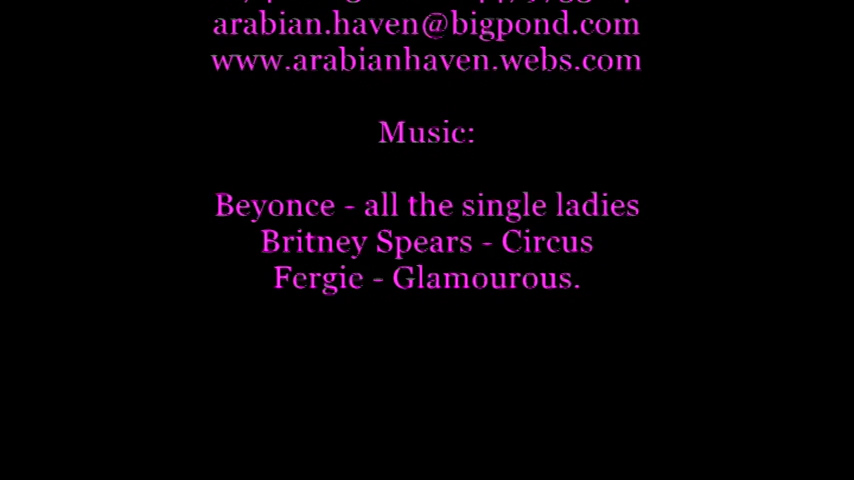 arabian.haven@bigpond.com
www.arabianhaven.webs.com
Music:
Beyonce - all the single ladies
Britney Spears - Circus
Fergie - Glamourous.